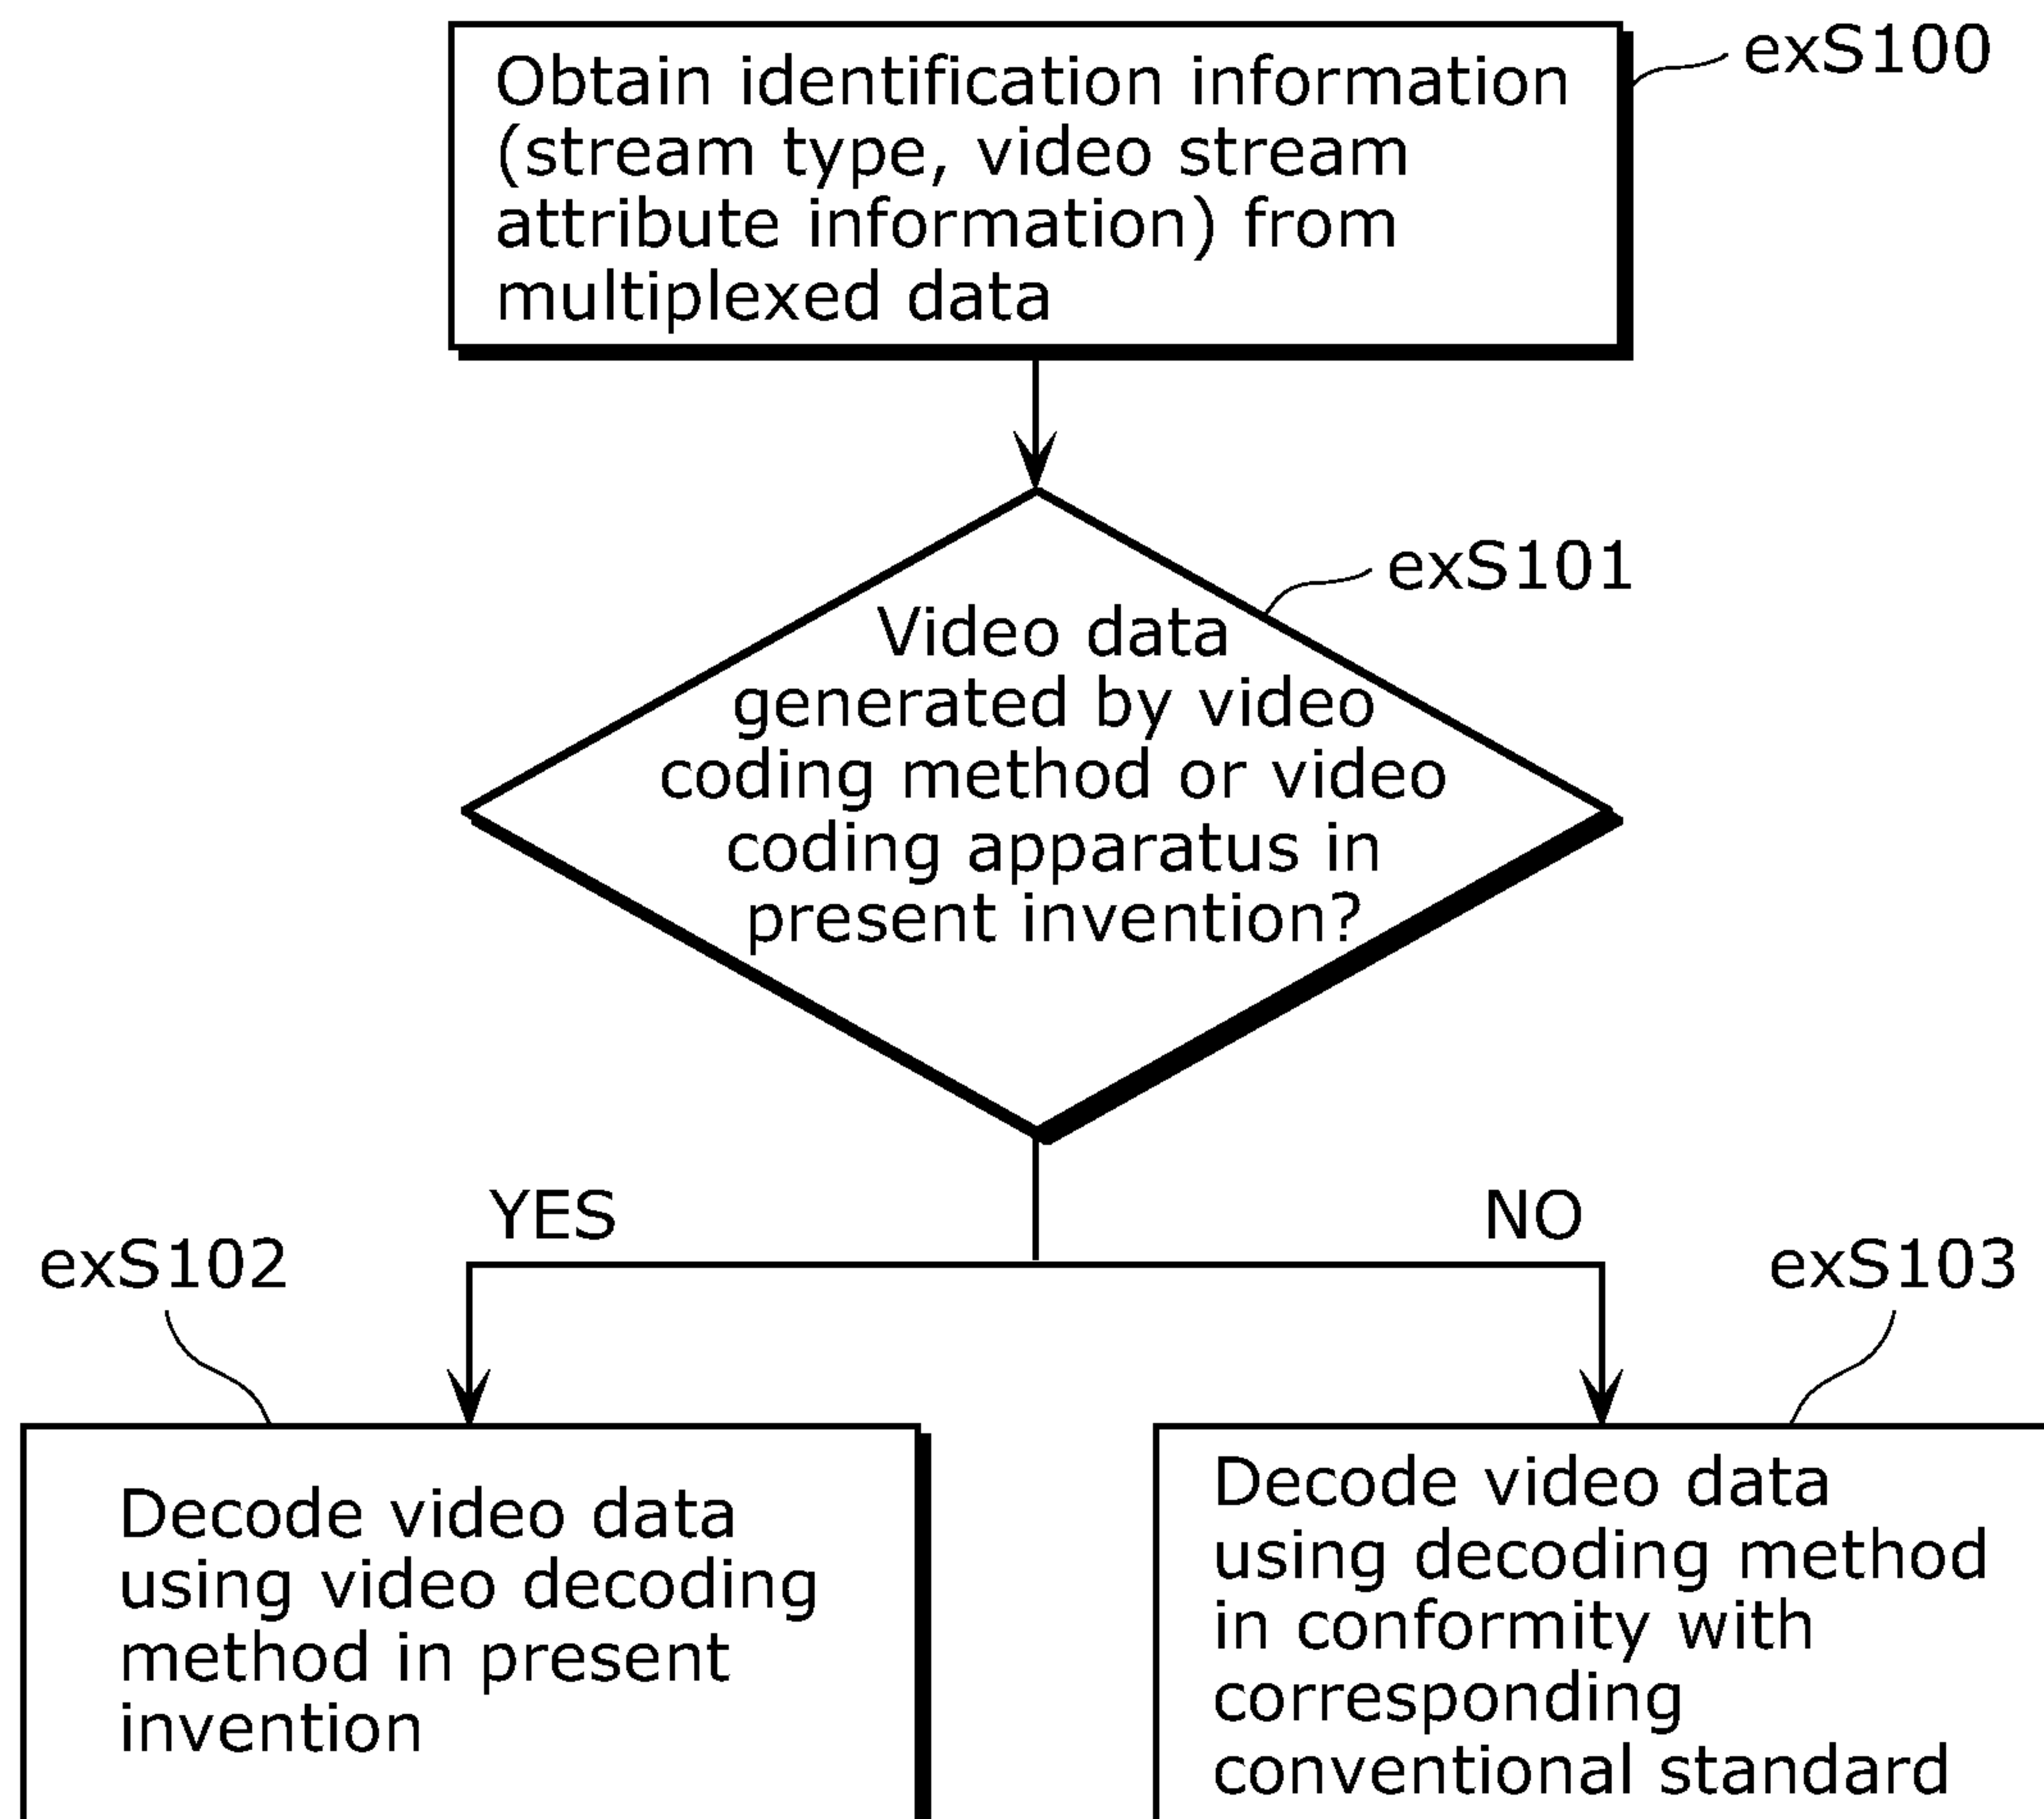 Obtain identification information
(stream type, video stream
attribute information) from
multiplexed data
exS100
exS101
Video data
generated by video
coding method or video
coding apparatus in
present invention?
YES
NO
exS102
exS103
Decode video data
using video decoding
method in present
invention
Decode video data
using decoding method
in conformity with
corresponding
conventional standard